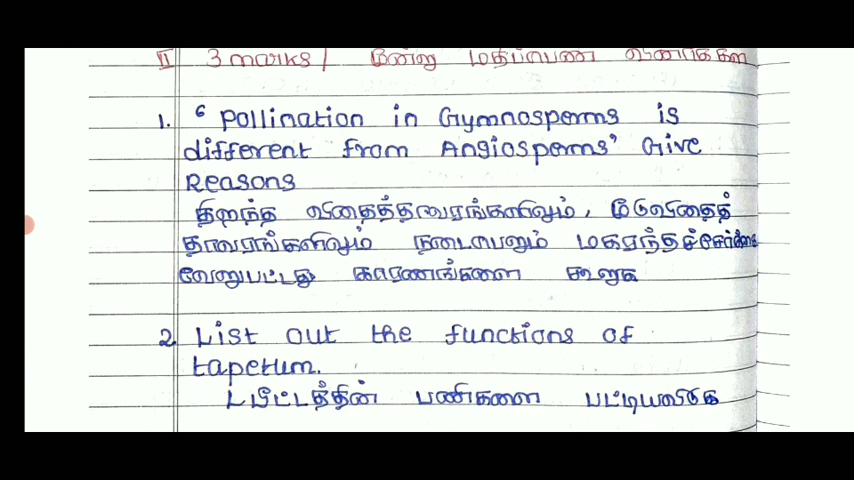 II 3 marks / மூன்று மதிப்பெண் வினாக்கள்
1. ‘Pollination in Gymnosperms is
different from Angiosperms’ Give
Reasons
திறந்த விதைத்தாவரங்களிலும், மூடுவிதைத்
தாவரங்களிலும் நடைபெறும் மகரந்தச்சேர்க்கை
வேறுபட்டது காரணங்களை கூறுக
2. List out the functions of
tapetum.
டபீட்டத்தின் பணிகளை பட்டியலிடுக